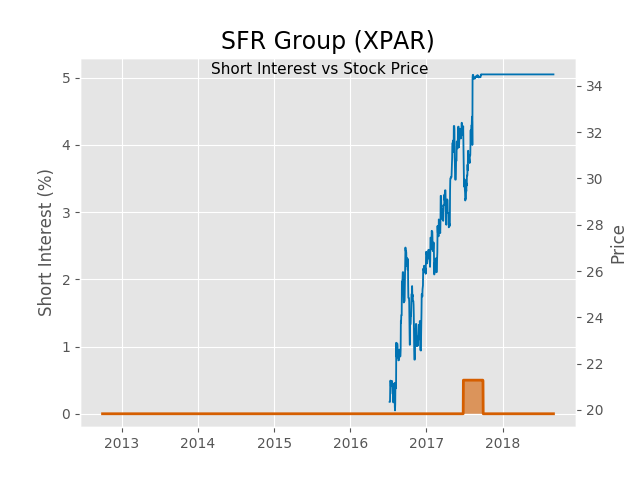 SFR Group (XPAR)
Short Interest vs Stock Price
Short Interest (%)
5
4
3
2
1
0
34
32
30
28
26
24
22
20
Price
2013 2014 2015 2016 2017 2018